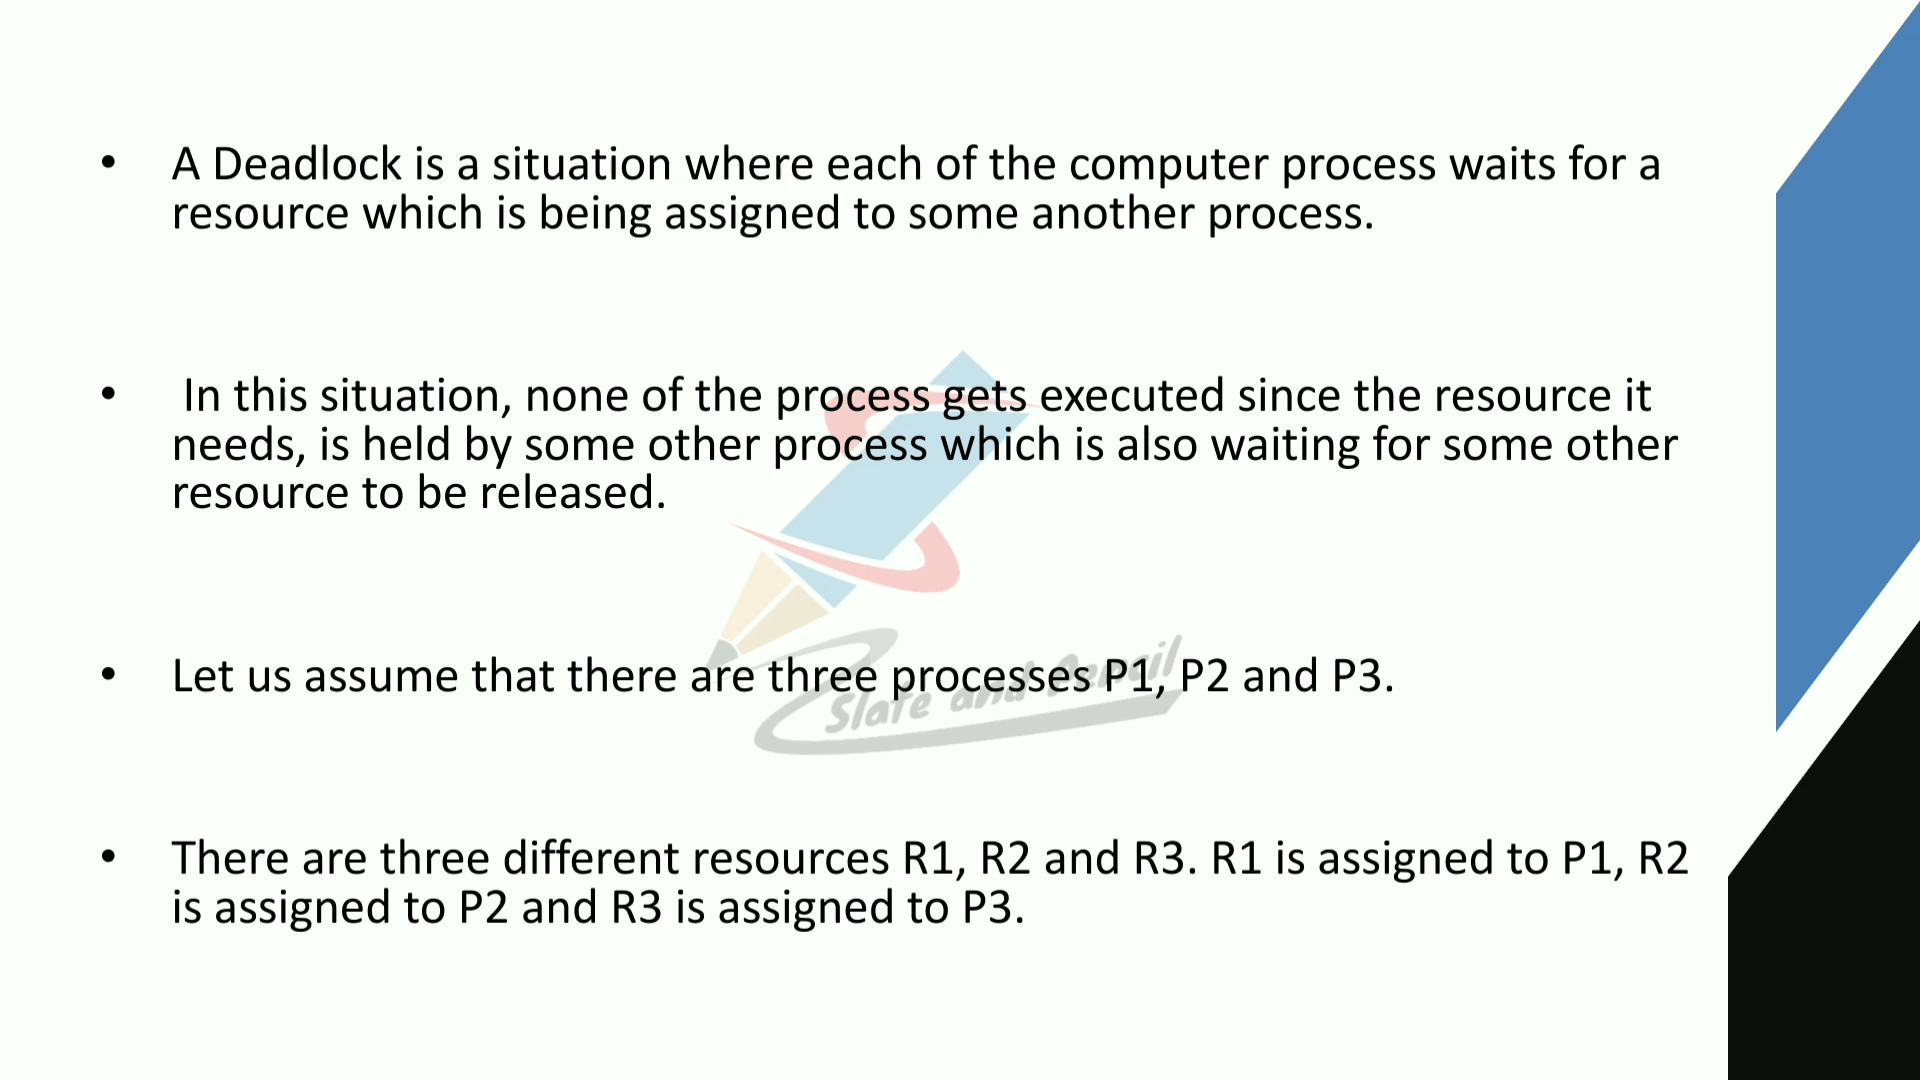 • A Deadlock is a situation where each of the computer process waits for a
resource which is being assigned to some another process.
• In this situation, none of the process gets executed since the resource it
needs, is held by some other process which is also waiting for some other
resource to be released.
• Let us assume that there are three processes P1, P2 and P3.
Slate and Pencil
• There are three different resources R1, R2 and R3. R1 is assigned to P1, R2
is assigned to P2 and R3 is assigned to P3.